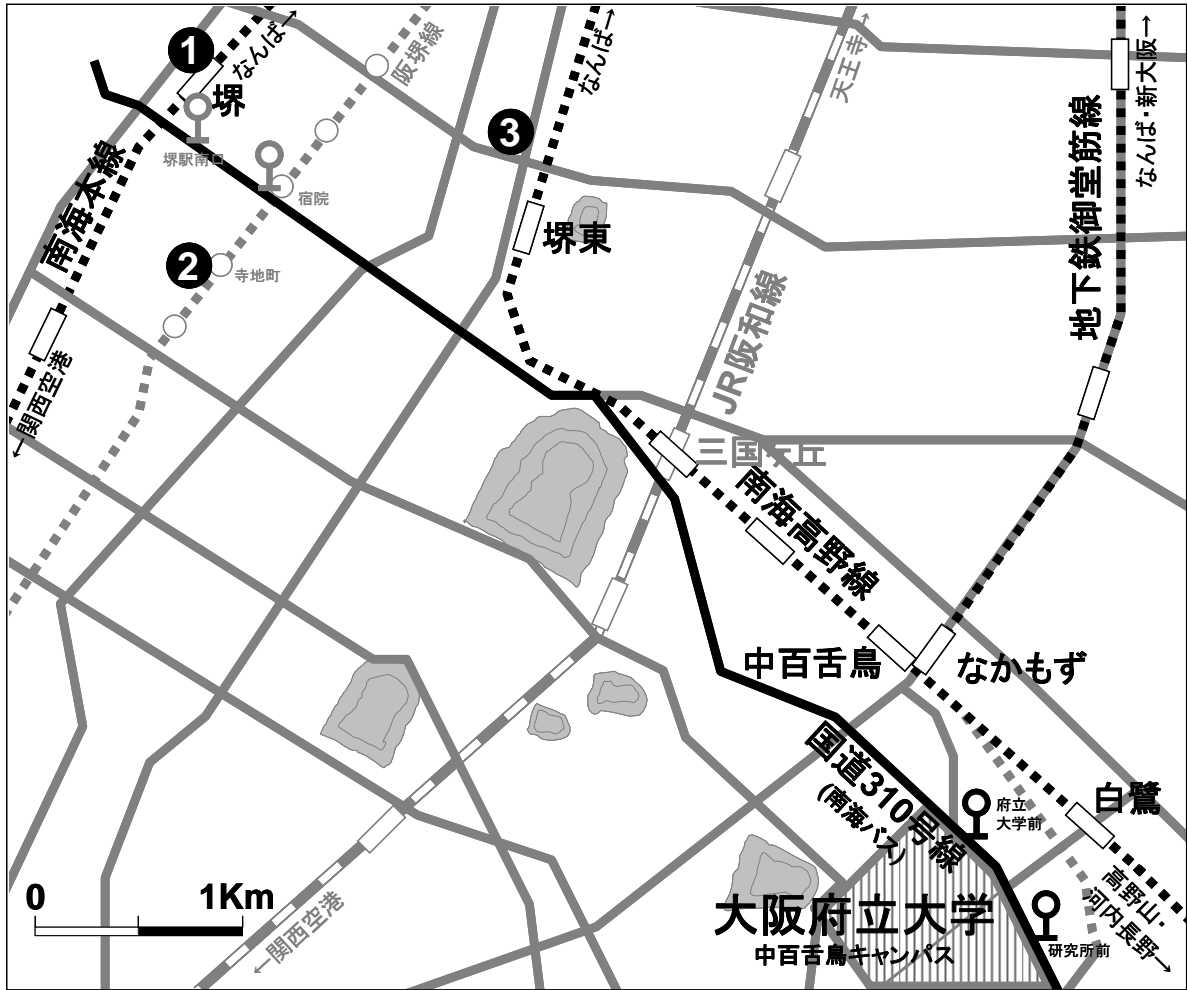 1
なんば→
堺
堺駅南口
南海本線
←関西空港
阪堺線
宿院
2
寺地町
3
なんば→
堺東
天王寺→
JR阪和線
三国ヶ丘
なんば・新大阪→
地下鉄御堂筋線
南海高野線
中百舌鳥
なかもず
国道310号線
(南海バス)
府立
大学前
白鷺
高野山・
河内長野→
大阪府立大学
中百舌鳥キャンパス
研究所前
←関西空港
0
1Km